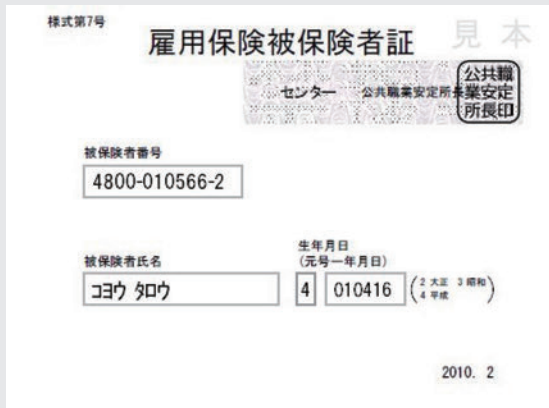 様式第7号
見本
雇用保険被保険者証
センター 公共職業安定所長
公共職
業安定
所長印
被保険者番号
4800-010566-2
生年月日
(元号ー年月日)
被保険者氏名
コヨウ タロウ
4
010416
(2 大正 3 昭和
4 平成)
2010. 2